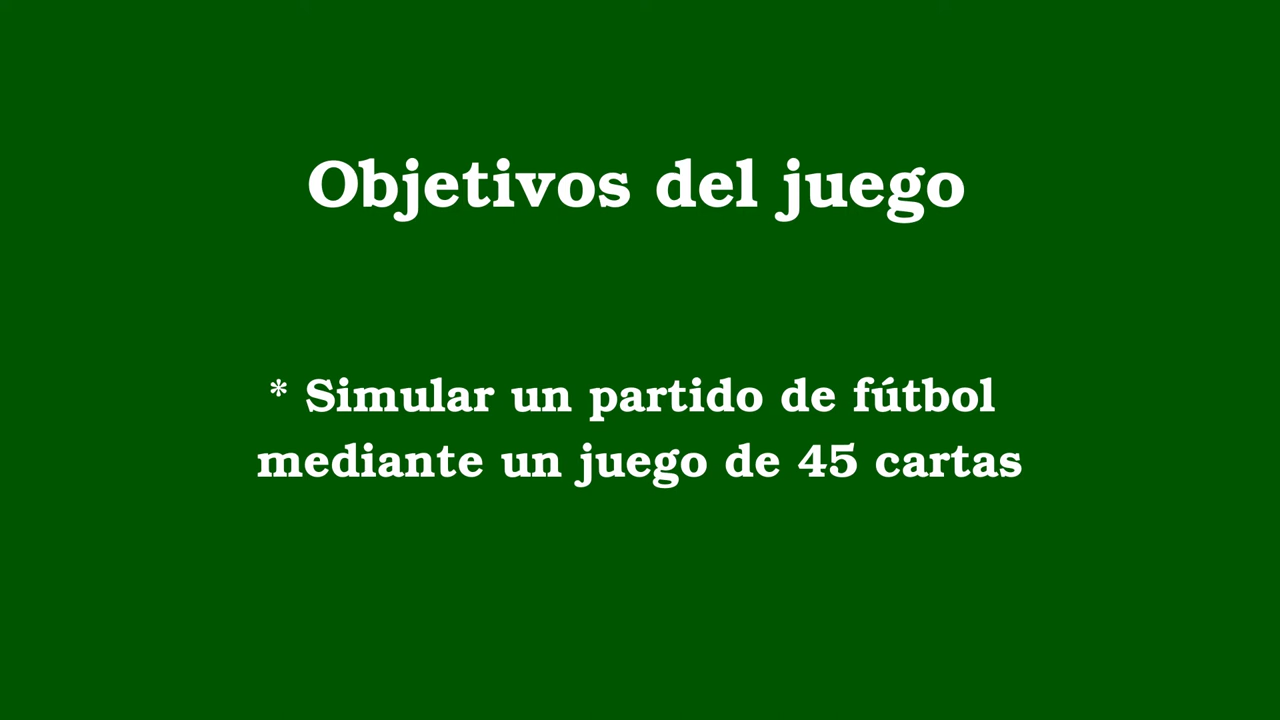 Objetivos del juego
* Simular un partido de fútbol
mediante un juego de 45 cartas